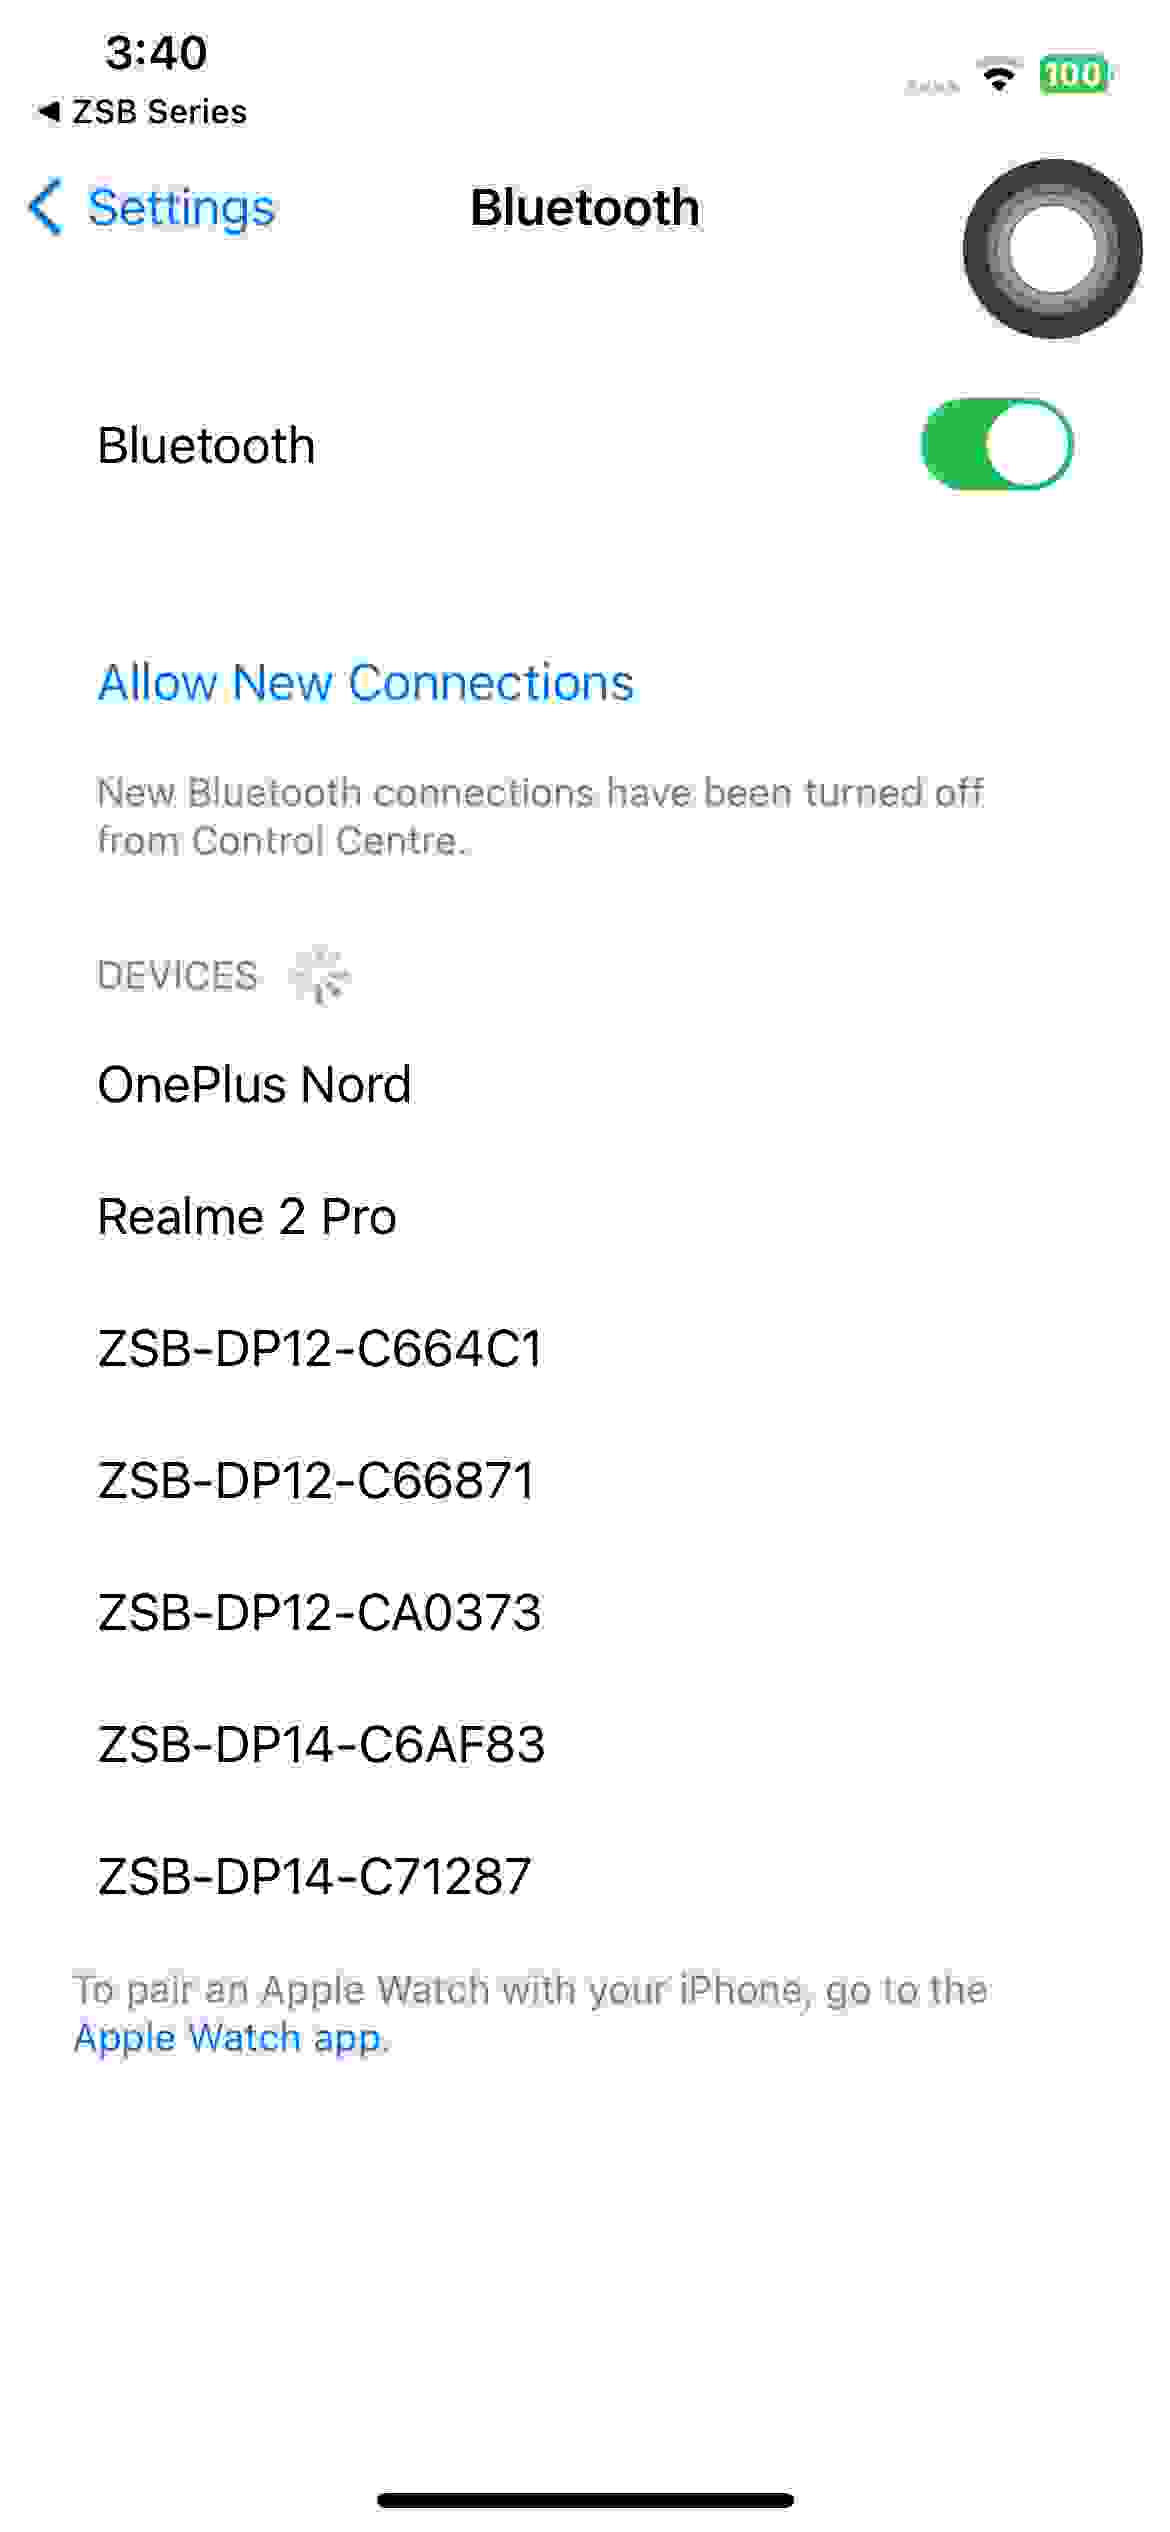 3:40
100
◀ ZSB Series
Settings
Bluetooth
Bluetooth
Allow New Connections
New Bluetooth connections have been turned off
from Control Centre.
DEVICES
OnePlus Nord
Realme 2 Pro
ZSB-DP12-C664C1
ZSB-DP12-C66871
ZSB-DP12-CA0373
ZSB-DP14-C6AF83
ZSB-DP14-C71287
To pair an Apple Watch with your iPhone, go to the
Apple Watch app.